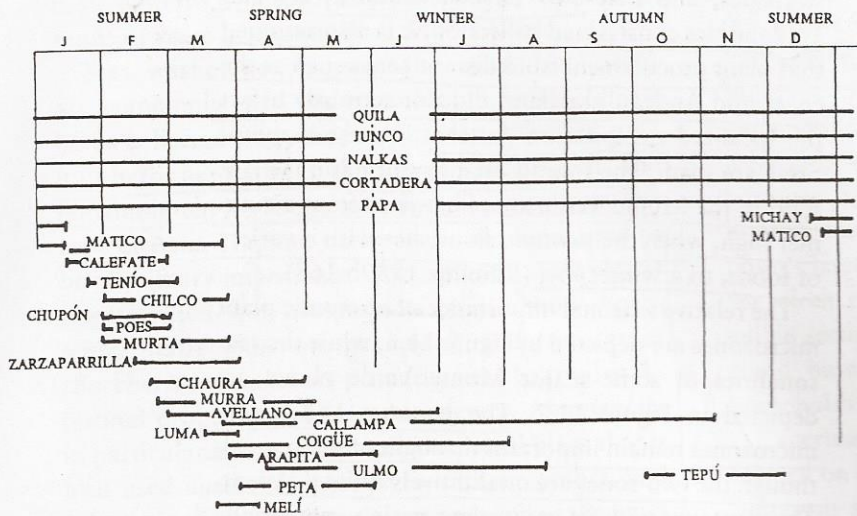 SUMMER SPRING WINTER AUTUMN SUMMER
J F M A M J J A S O N D
QUILA
JUNCO
NALKAS
CORTADERA
PAPA
MICHAY
MATICO MATICO
CALEFATE
TENÍO
CHILCO
CHUPÓN
POES
MURTA
ZARZAPARILLA
CHAURA
MURRA
AVELLANO
CALLAMPA
LUMA
COIGÜE
ARAPITA
ULMO
TEPÚ
PETA
MELÍ